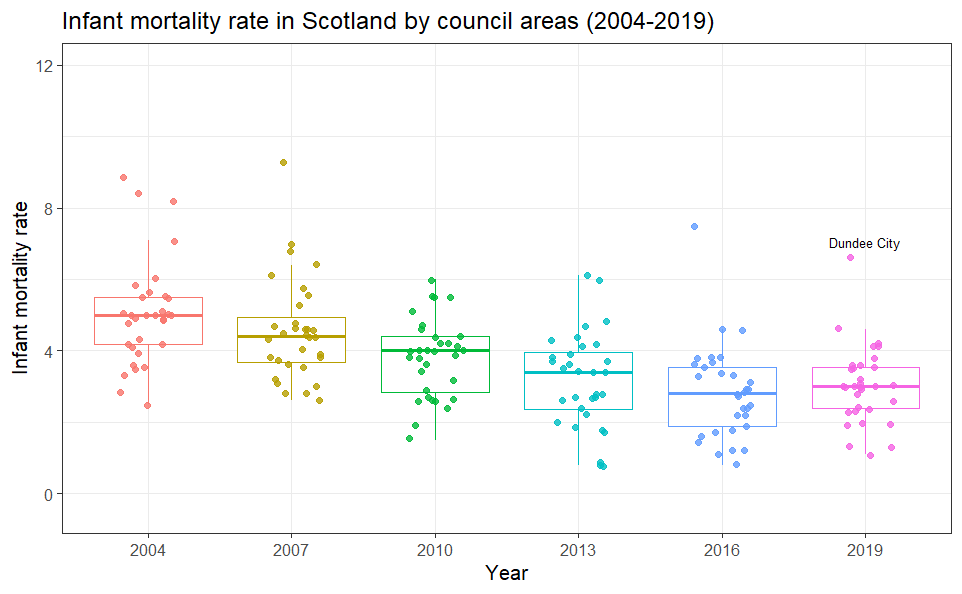 Infant mortality rate in Scotland by council areas (2004-2019)
Infant mortality rate
12
8
4
0
Dundee City
2004 2007 2010 2013 2016 2019
Year